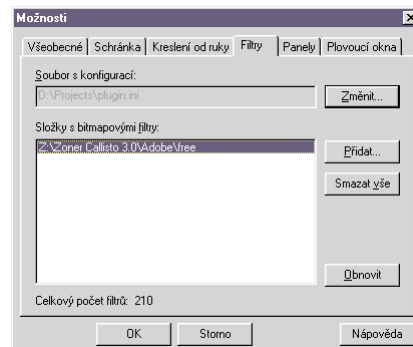 Možnosti
Všeobecné Schránka Kreslení od ruky Filtry Panely Plovoucí okna
Soubor s konfigurací:
D:\Projects\plugin.ini Změnit...
Složky s bitmapovými filtry:
Z:\Zoner Callisto 3.0\Adobe\free
Přidat...
Smazat vše
Obnovit
Celkový počet filtrů: 210
OK Storno Nápověda